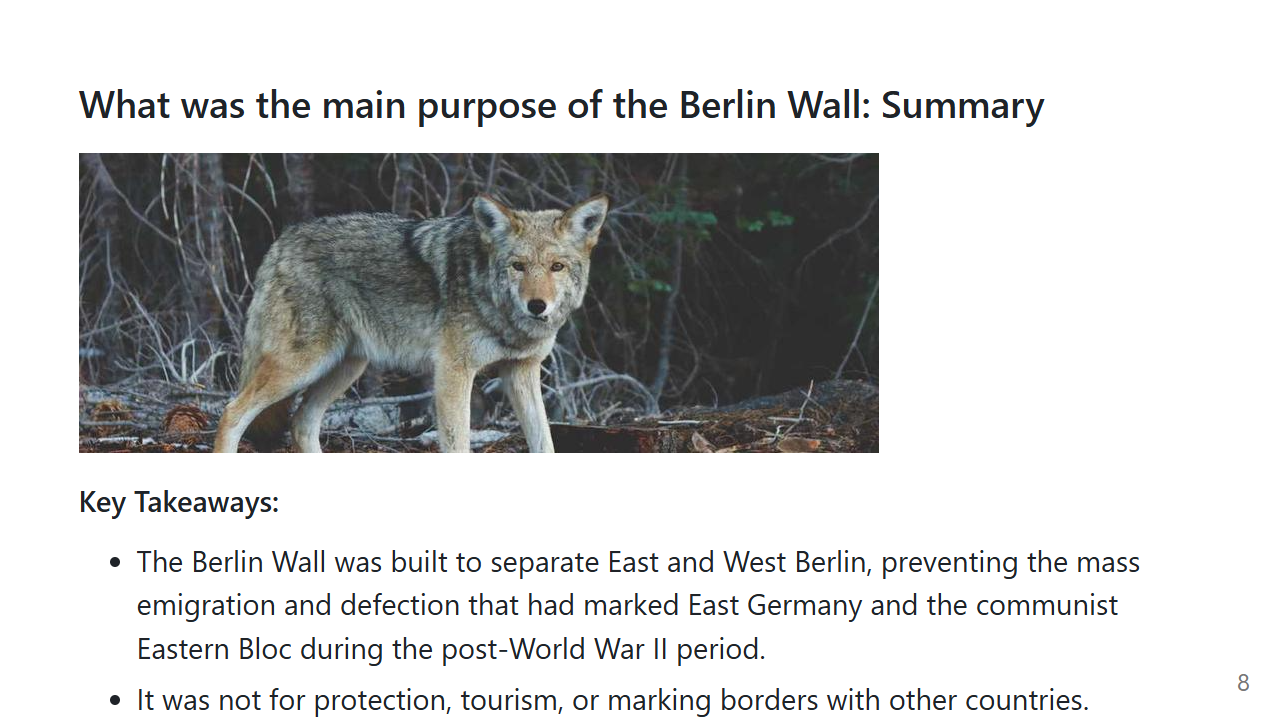 What was the main purpose of the Berlin Wall: Summary
Key Takeaways:
• The Berlin Wall was built to separate East and West Berlin, preventing the mass
emigration and defection that had marked East Germany and the communist
Eastern Bloc during the post-World War II period.
• It was not for protection, tourism, or marking borders with other countries.
8